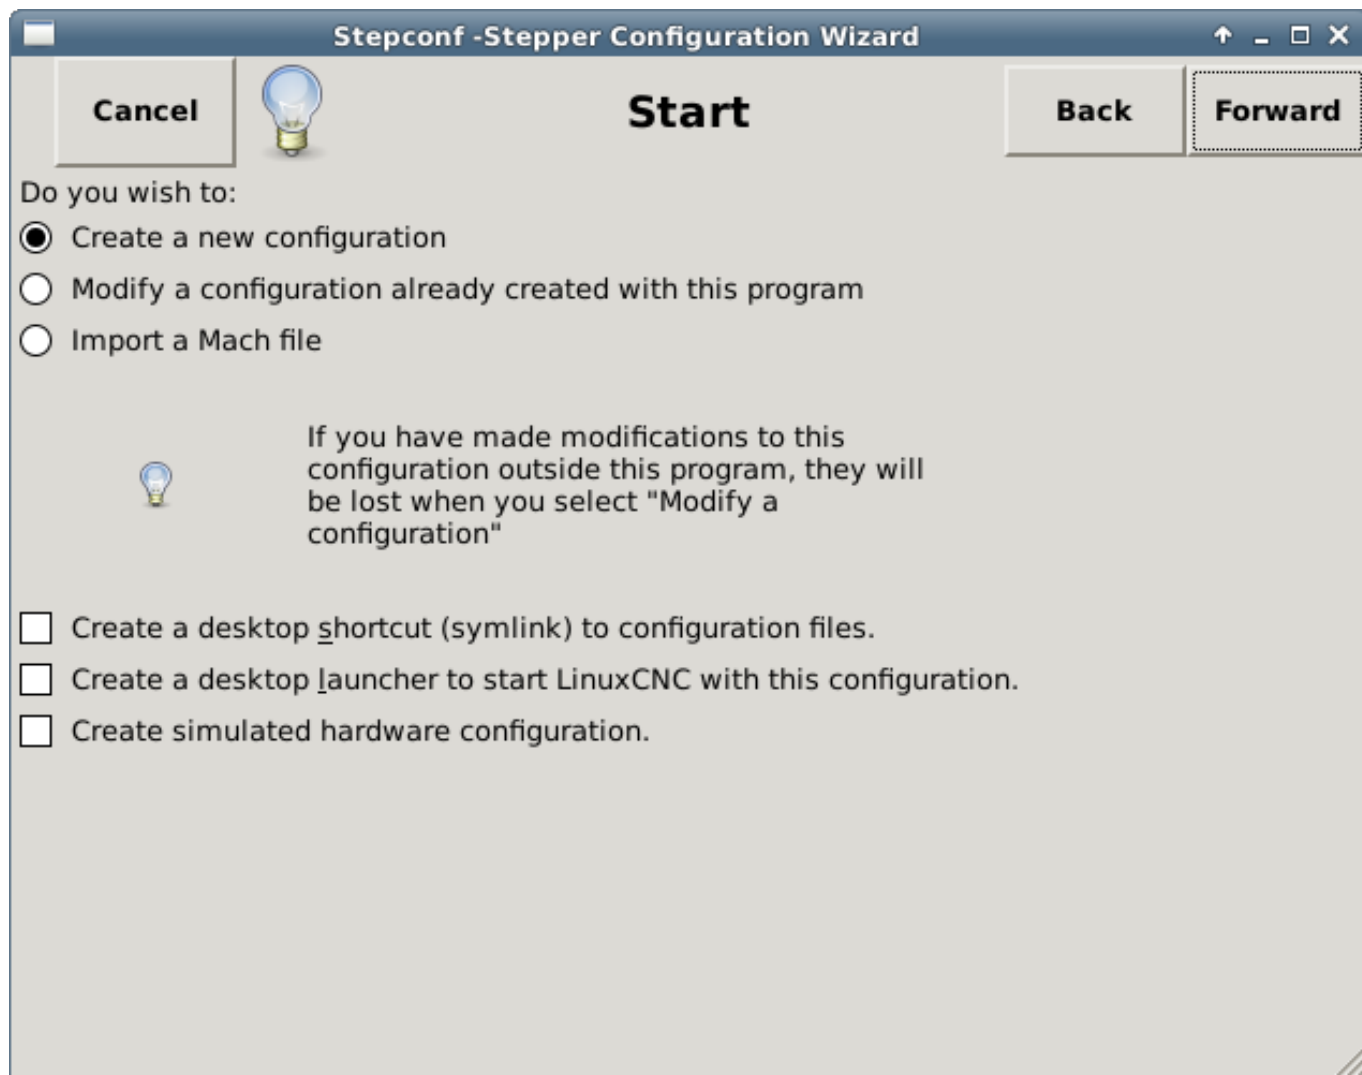 Stepconf -Stepper Configuration Wizard
Cancel
Start
Back
Forward
Do you wish to:
Create a new configuration
Modify a configuration already created with this program
Import a Mach file
If you have made modifications to this
configuration outside this program, they will
be lost when you select "Modify a
configuration"
Create a desktop shortcut (symlink) to configuration files.
Create a desktop launcher to start LinuxCNC with this configuration.
Create simulated hardware configuration.